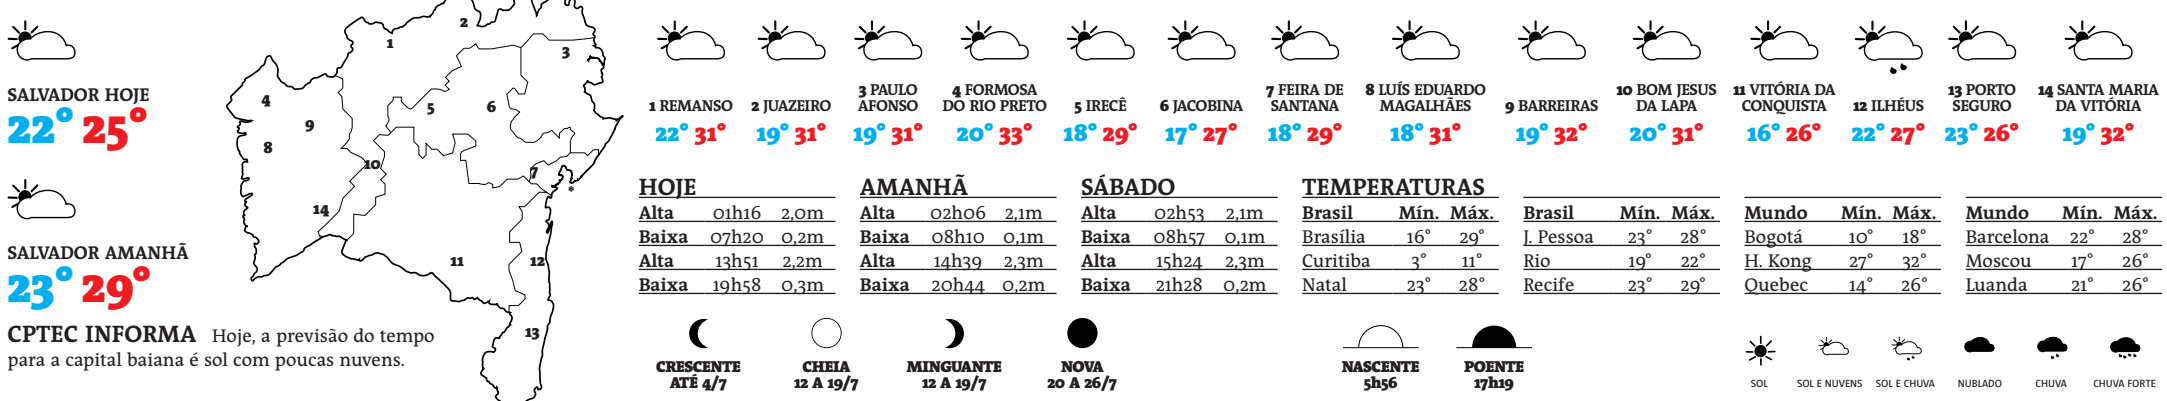 SALVADOR HOJE
22° 25°
SALVADOR AMANHÃ
23° 29°
CPTEC INFORMA Hoje, a previsão do tempo
para a capital baiana é sol com poucas nuvens.
2
1
3
4
5
6
9
8
10
7
*
14
11
12
13
1 REMANSO
22° 31°
2 JUAZEIRO
19° 31°
3 PAULO
AFONSO
19° 31°
4 FORMOSA
DO RIO PRETO
20° 33°
5 IRECÊ
18° 29°
6 JACOBINA
17° 27°
7 FEIRA DE
SANTANA
18° 29°
8 LUÍS EDUARDO
MAGALHÃES
18° 31°
9 BARREIRAS
19° 32°
10 BOM JESUS
DA LAPA
20° 31°
11 VITÓRIA DA
CONQUISTA
16° 26°
12 ILHÉUS
22° 27°
13 PORTO
SEGURO
23° 26°
14 SANTA MARIA
DA VITÓRIA
19° 32°
HOJE
Alta 01h16 2,0m
Baixa 07h20 0,2m
Alta 13h51 2,2m
Baixa 19h58 0,3m
AMANHÃ
Alta 02h06 2,1m
Baixa 08h10 0,1m
Alta 14h39 2,3m
Baixa 20h44 0,2m
SÁBADO
Alta 02h53 2,1m
Baixa 08h57 0,1m
Alta 15h24 2,3m
Baixa 21h28 0,2m
TEMPERATURAS
Brasil Mín. Máx.
Brasília 16° 29°
Curitiba 3° 11°
Natal 23° 28°
Brasil Mín. Máx.
J. Pessoa 23° 28°
Rio 19° 22°
Recife 23° 29°
Mundo Mín. Máx.
Bogotá 10° 18°
H. Kong 27° 32°
Quebec 14° 26°
Mundo Mín. Máx.
Barcelona 22° 28°
Moscou 17° 26°
Luanda 21° 26°
CRESCENTE
ATÉ 4/7
CHEIA
12 A 19/7
MINGUANTE
12 A 19/7
NOVA
20 A 26/7
NASCENTE
5h56
POENTE
17h19
SOL
SOL E NUVENS
SOL E CHUVA
NUBLADO
CHUVA
CHUVA FORTE